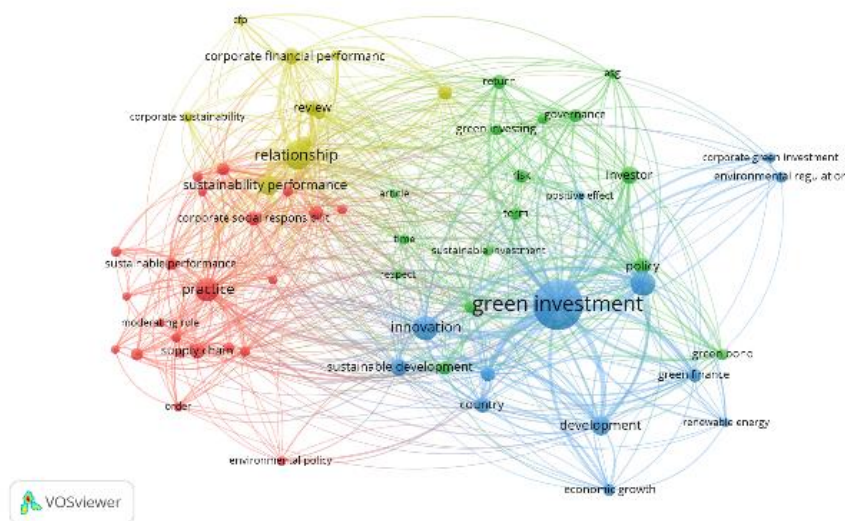 cfp
corporate financial performanc
return
asg
review
corporate sustainability
governance
green investing
relationship
corporate green investment
risk
investor
environmental regulation
sustainability performance
positive effect
article
term
corporate social responsibilit
time
sustainable investment
sustainable performance
respect
policy
practice
green investment
moderating role
innovation
supply chain
green bond
sustainable development
green finance
order
country
development
renewable energy
environmental policy
economic growth
VOSviewer